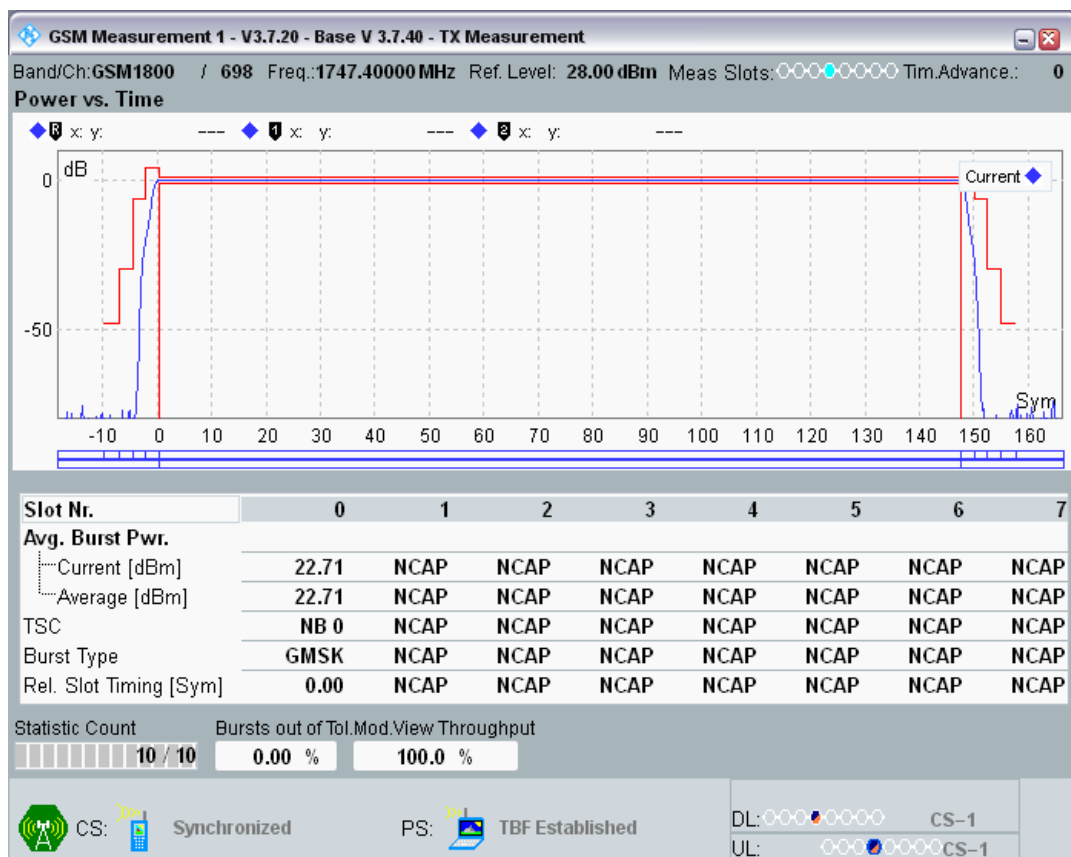 GSM Measurement 1 - V3.7.20 - Base V 3.7.40 - TX Measurement
Band/Ch:GSM1800 / 698 Freq.:1747.40000 MHz Ref. Level: 28.00 dBm Meas Slots: Tim.Advance.: 0
Power vs. Time
R x: y: --- 1 x: y: --- 2 x: y: ---
dB
Current
0
-50
Sym
-10 0 10 20 30 40 50 60 70 80 90 100 110 120 130 140 150 160
Slot Nr. 0 1 2 3 4 5 6 7
Avg. Burst Pwr.
Current [dBm] 22.71 NCAP NCAP NCAP NCAP NCAP NCAP NCAP
Average [dBm] 22.71 NCAP NCAP NCAP NCAP NCAP NCAP NCAP
TSC NB 0 NCAP NCAP NCAP NCAP NCAP NCAP NCAP
Burst Type GMSK NCAP NCAP NCAP NCAP NCAP NCAP NCAP
Rel. Slot Timing [Sym] 0.00 NCAP NCAP NCAP NCAP NCAP NCAP NCAP
Statistic Count Bursts out of Tol.Mod.View Throughput
10 / 10 0.00 % 100.0 %
CS: Synchronized PS: TBF Established
DL: CS-1
UL: CS-1